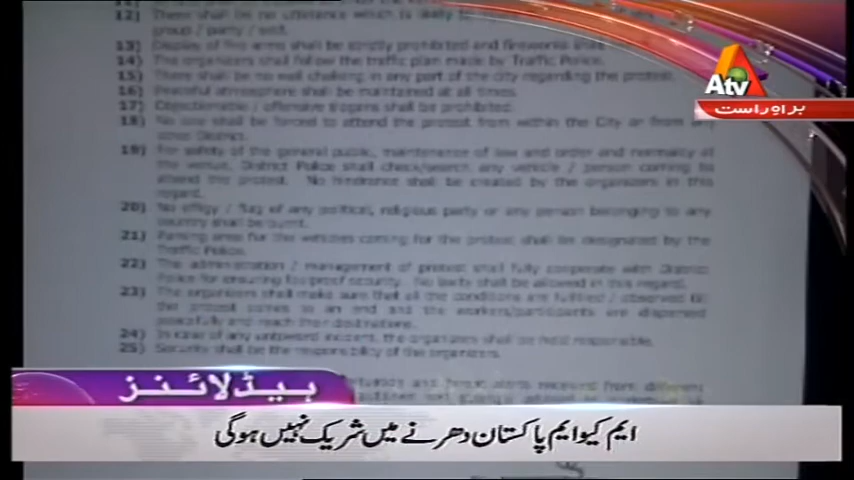 12) There shall be no utterance which is likely
group / party / sect.
13) Display of fire arms shall be strictly prohibited and fireworks shall
14) The organizers shall follow the traffic plan made by Traffic Police.
15) There shall be no wall chalking in any part of the city regarding the protest.
16) Peaceful atmosphere shall be maintained at all times.
17) Objectionable / offensive slogans shall be prohibited.
18) No one shall be forced to attend the protest from within the City or from any
other District.
19) For safety of the general public, maintenance of law and order and normality at
the venue, District Police shall check/search any vehicle / person coming to
attend the protest. No hindrance shall be created by the organizers in this
regard.
20) No effigy / flag of any political, religious party or any person belonging to any
country shall be burnt.
21) Parking area for the vehicles coming for the protest shall be designated by the
Traffic Police.
22) The administration / management of protest shall fully cooperate with District
Police for ensuring foolproof security. No laxity shall be allowed in this regard.
23) The organizers shall make sure that all the conditions are fulfilled / observed till
the protest comes to an end and the workers/participants are dispersed
peacefully and reach their destinations.
24) In case of any untoward incident, the organizers shall be held responsible.
25) Security shall be the responsibility of the organizers.
received from different
Atv
براہِ راست
ہیڈلائنز
ایم کیو ایم پاکستان دھرنے میں شریک نہیں ہوگی